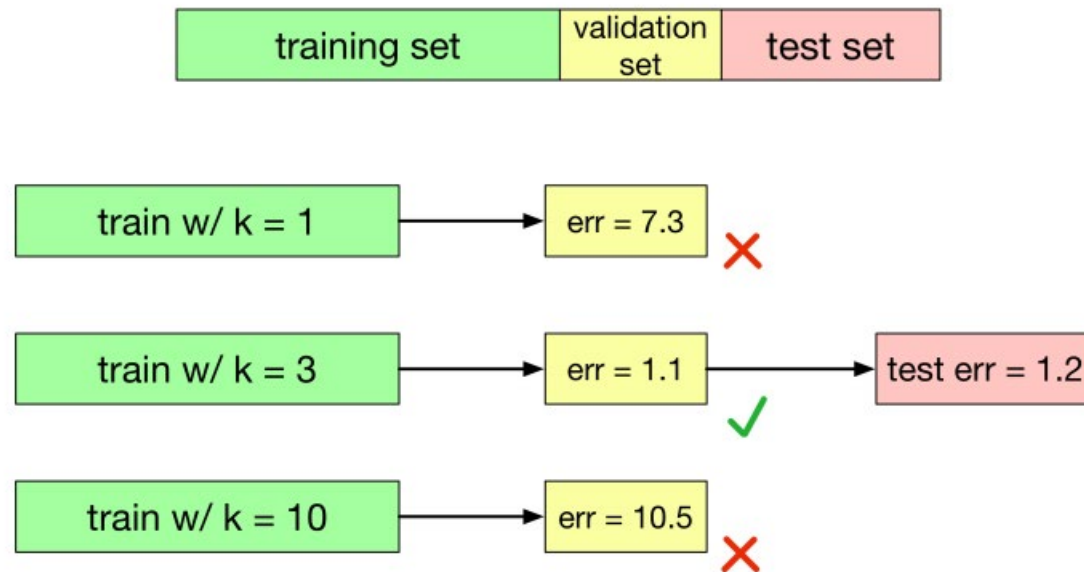 training set
validation
set
test set
train w/ k = 1
err = 7.3
train w/ k = 3
err = 1.1
test err = 1.2
train w/ k = 10
err = 10.5